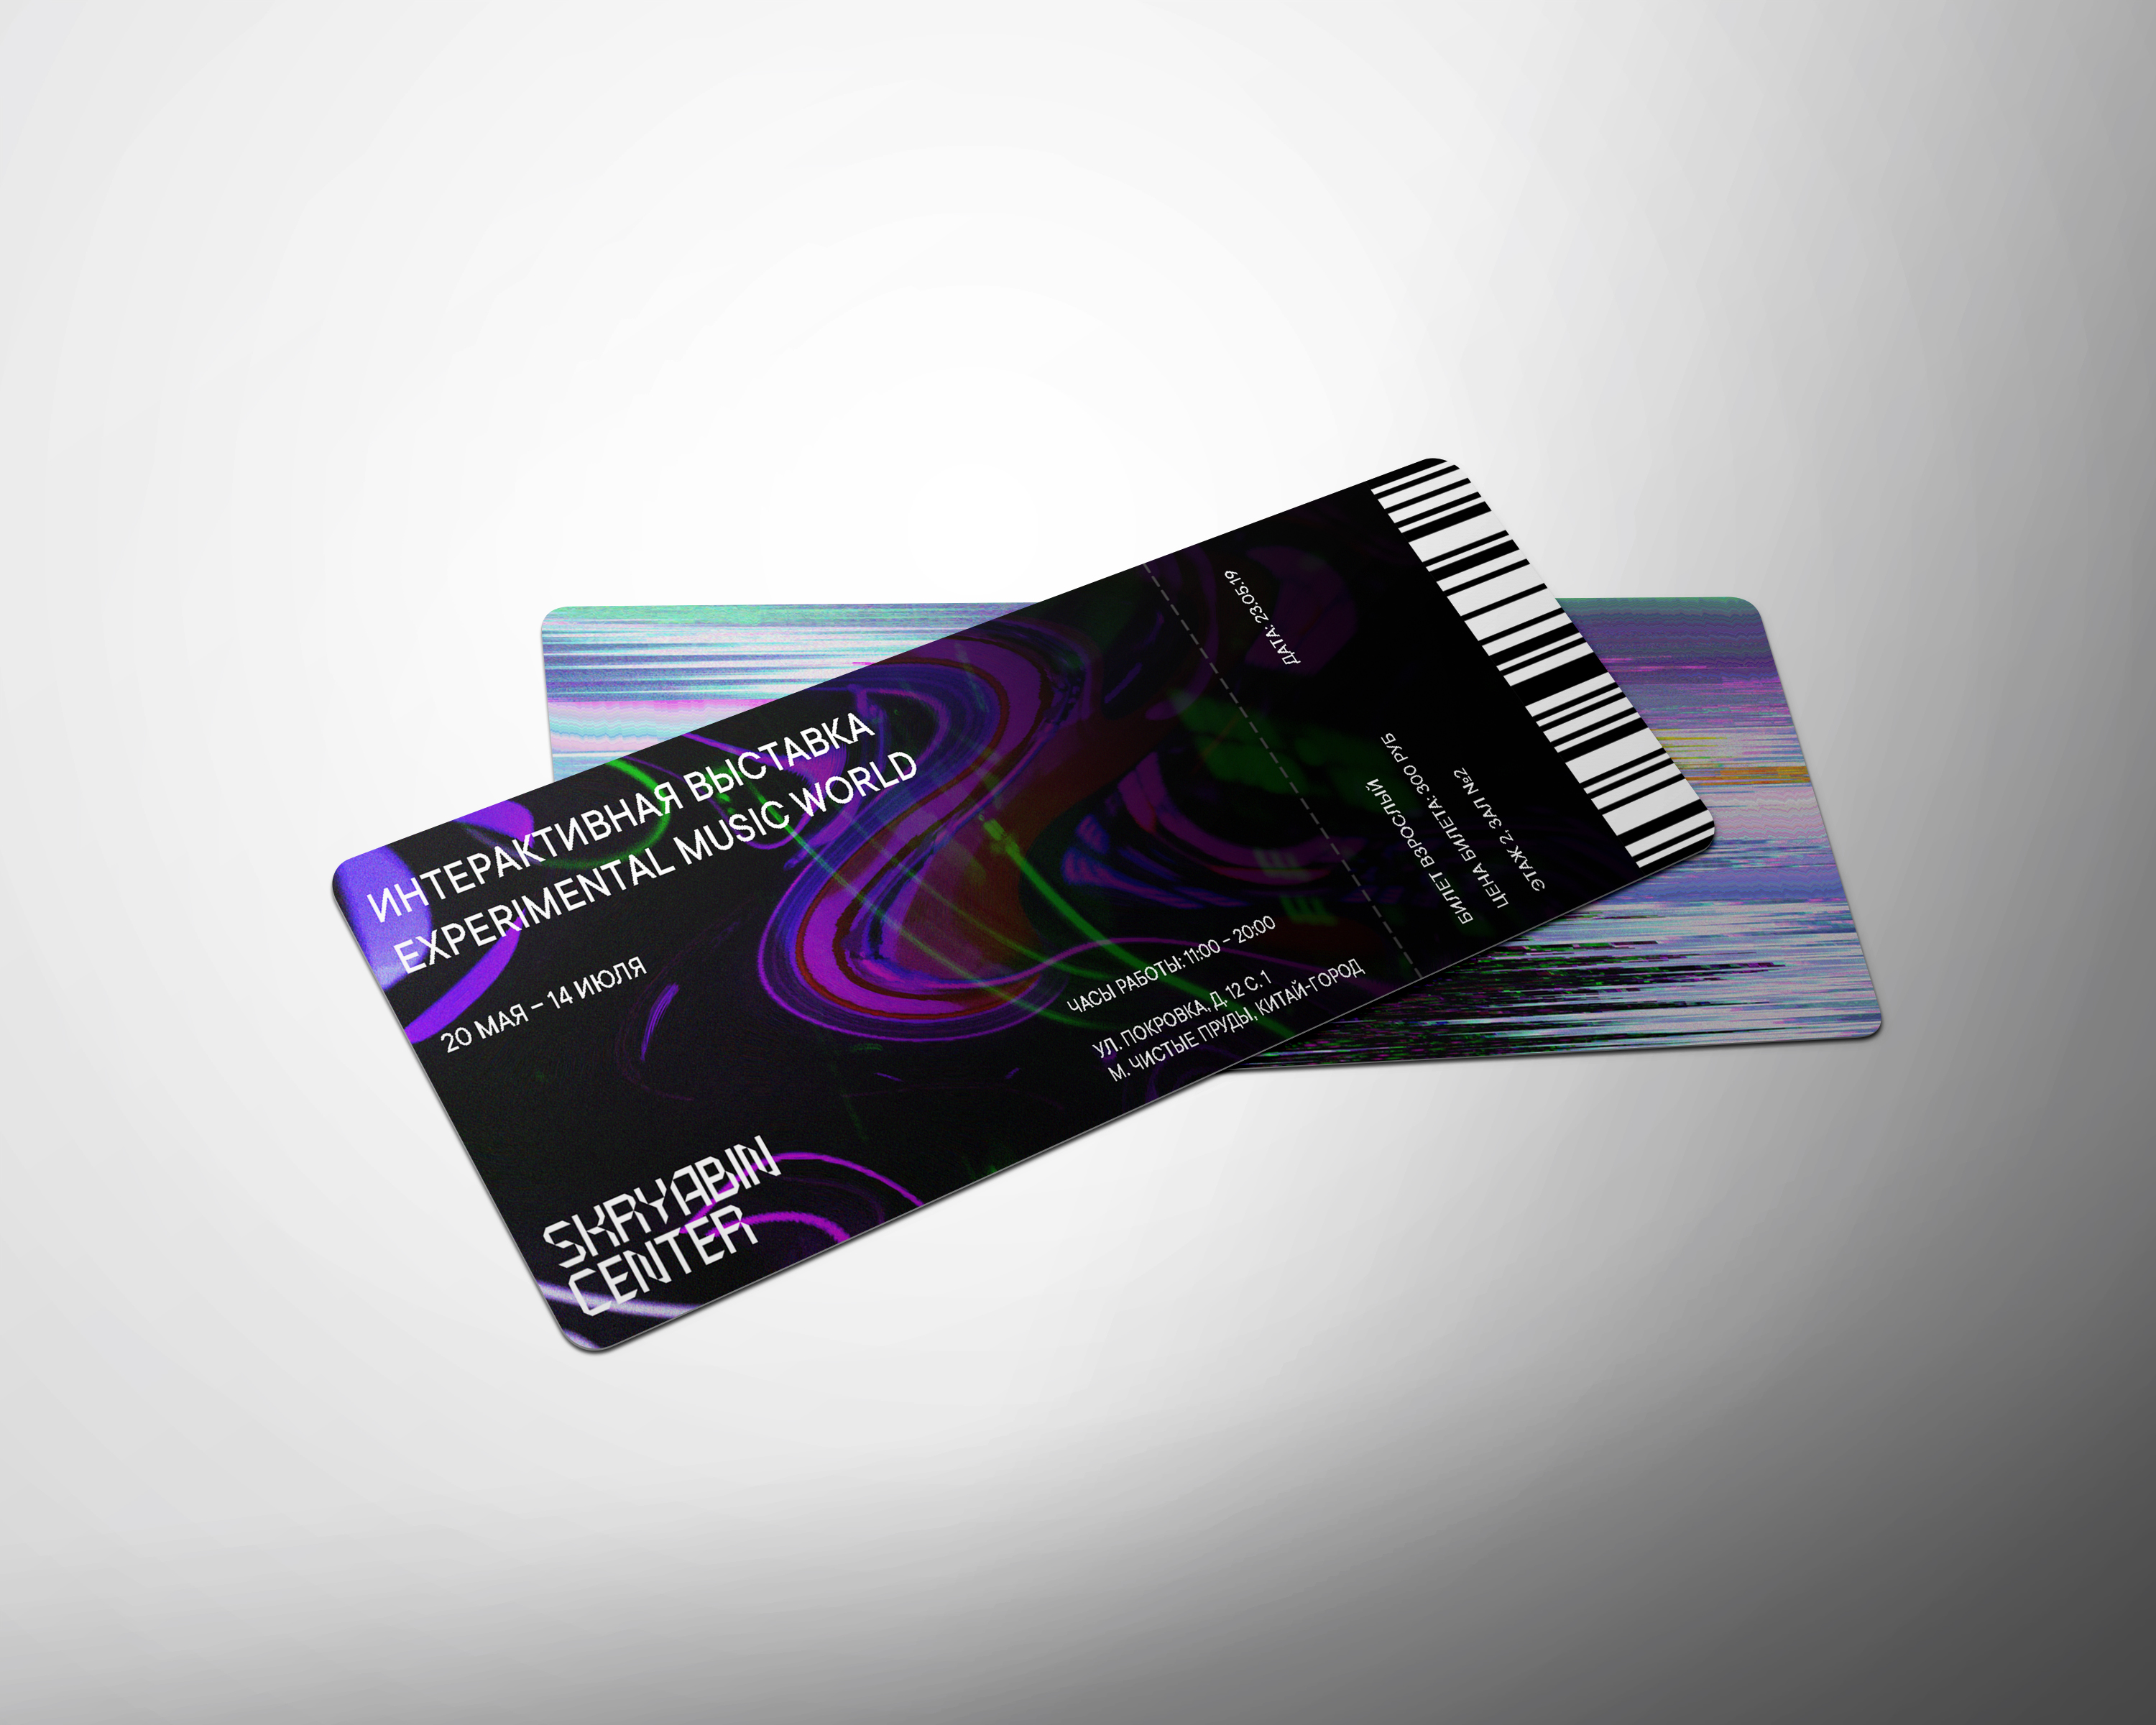 ИНТЕРАКТИВНАЯ ВЫСТАВКА
EXPERIMENTAL MUSIC WORLD
20 МАЯ – 14 ИЮЛЯ
SKRYABIN
CENTER
ЧАСЫ РАБОТЫ: 11:00 – 20:00
УЛ. ПОКРОВКА, Д. 12 С. 1
М. ЧИСТЫЕ ПРУДЫ, КИТАЙ-ГОРОД
ДАТА: 23.05.19
БИЛЕТ ВЗРОСЛЫЙ
ЦЕНА БИЛЕТА: 300 РУБ
ЭТАЖ 2, ЗАЛ №2